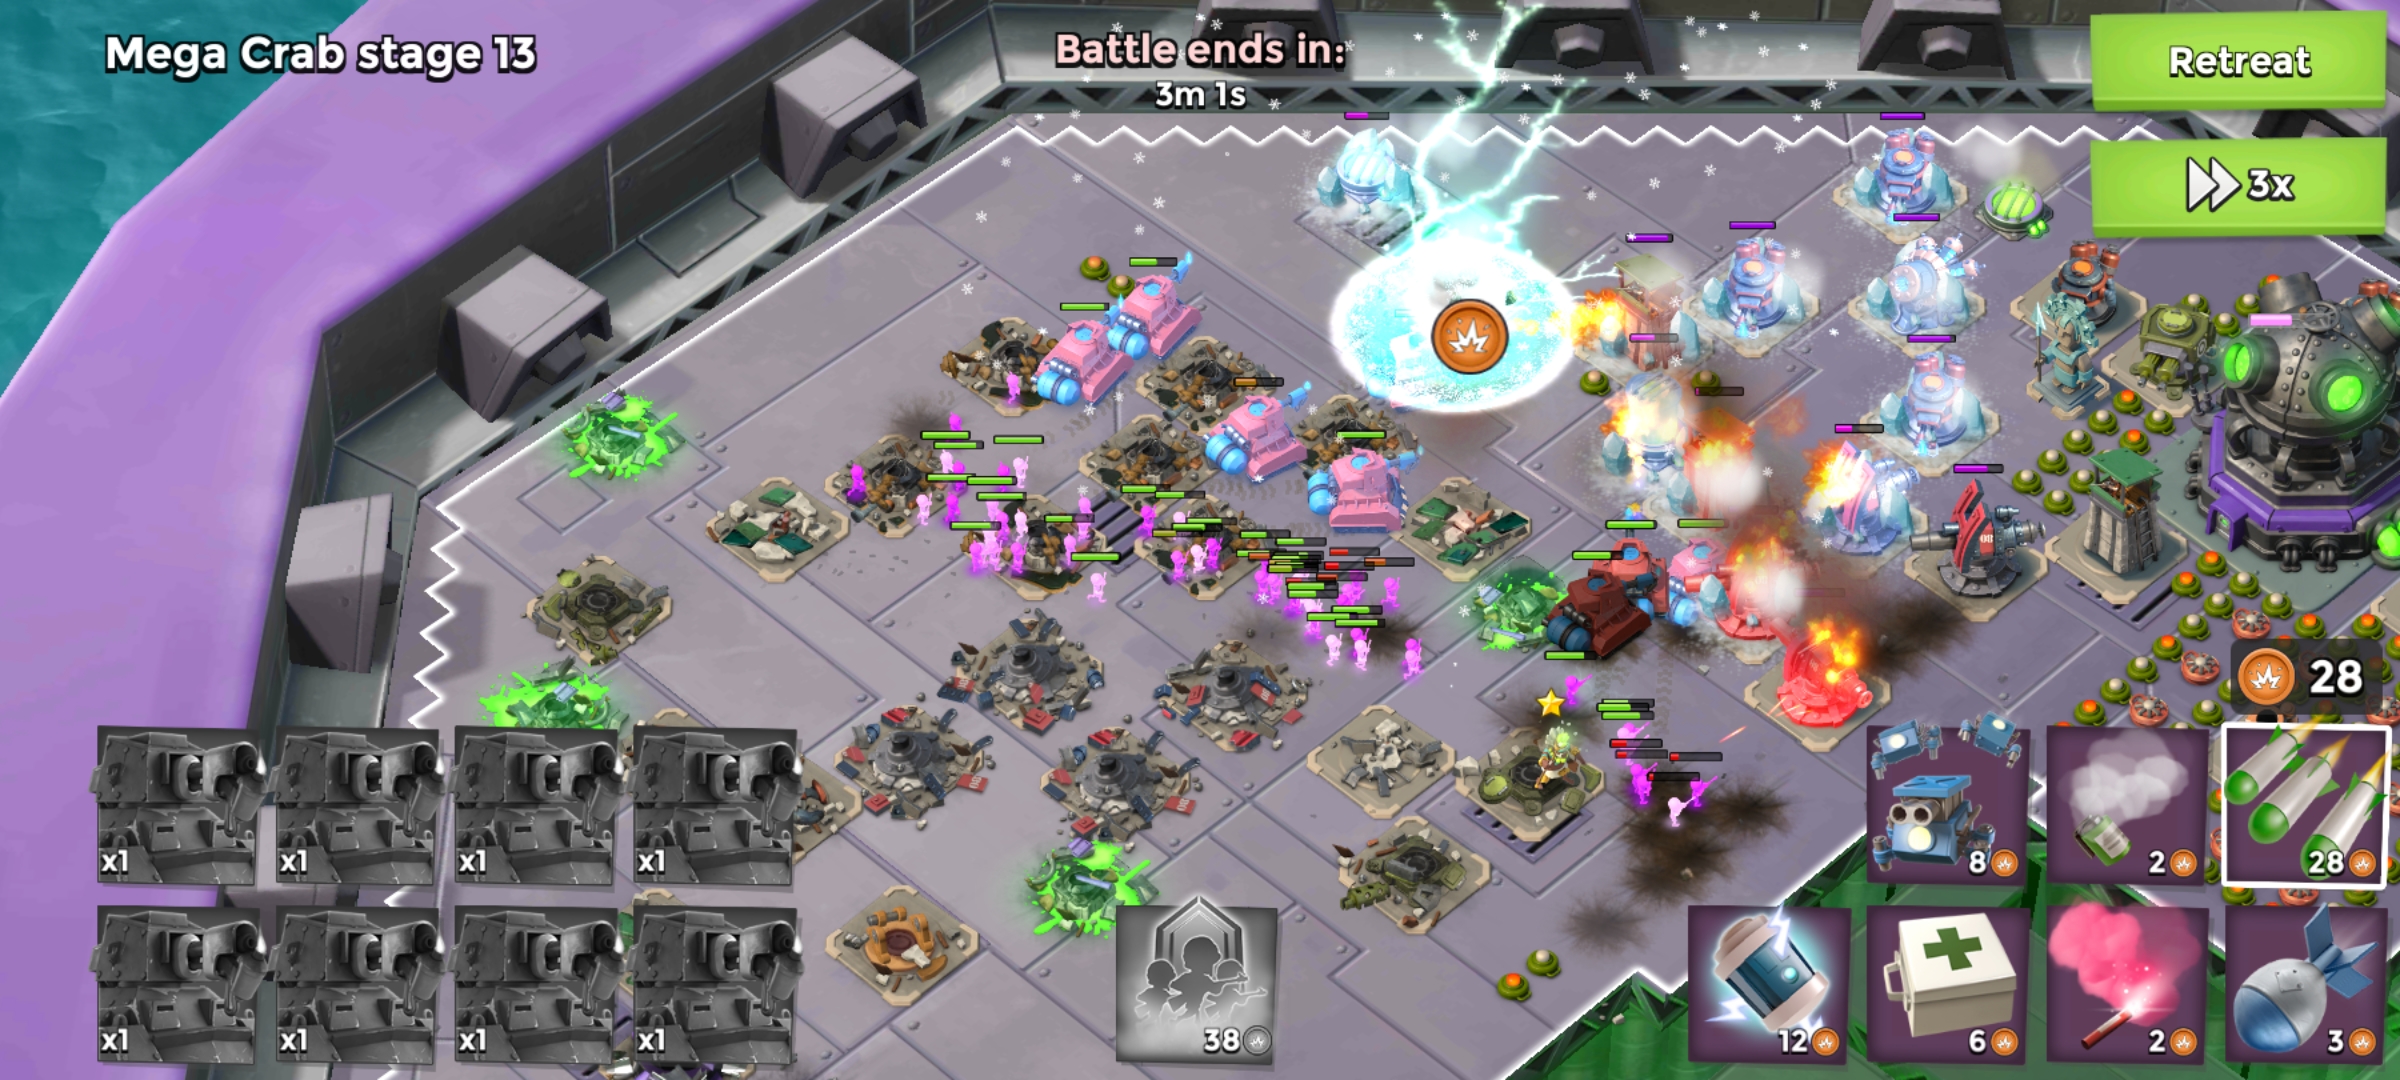 Mega Crab stage 13
Battle ends in:
3m 1s
Retreat
3x
28
x1
x1
x1
x1
8
2
28
x1
x1
x1
x1
38
12
6
2
3